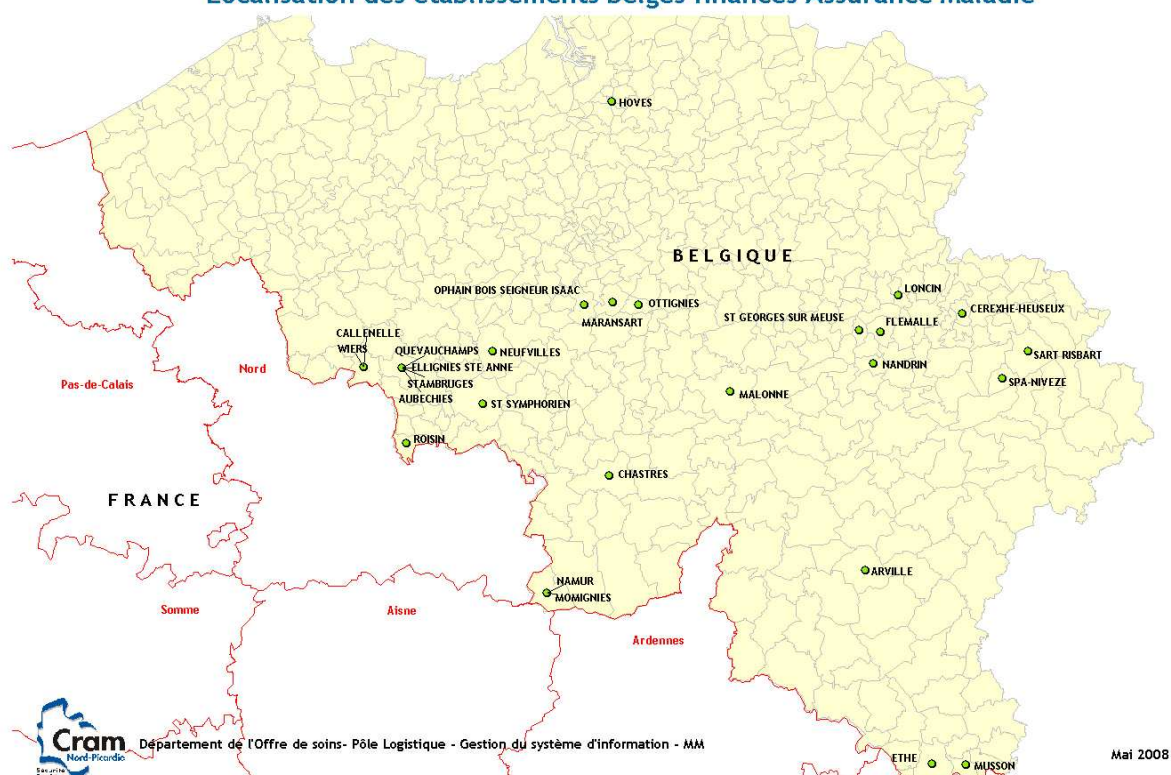 Localisation des établissements belges financés Assurance Maladie
HOVES
BELGIQUE
OPHAIN BOIS SEIGNEUR ISAAC
OTTIGNIES
MARANSART
LONCIN
CEREXHE-HEUSEUX
ST GEORGES SUR MEUSE
FLEMALLE
CALLENELLE
WIERS
QUEVAUCHAMPS
NEUFVILLES
ELLIGNIES STE ANNE
STAMBRUGES
AUBECHIES
NANDRIN
SART RISBART
SPA-NIVEZE
MALONNE
ST SYMPHORIEN
Pas-de-Calais
Nord
ROISIN
CHASTRES
FRANCE
ARVILLE
NAMUR
MOMIGNIES
Somme
Aisne
Ardennes
Cram
Nord-Picardie
Sécurité
Département de l'Offre de soins- Pôle Logistique - Gestion du système d'information - MM
ETHE
MUSSON
Mai 2008